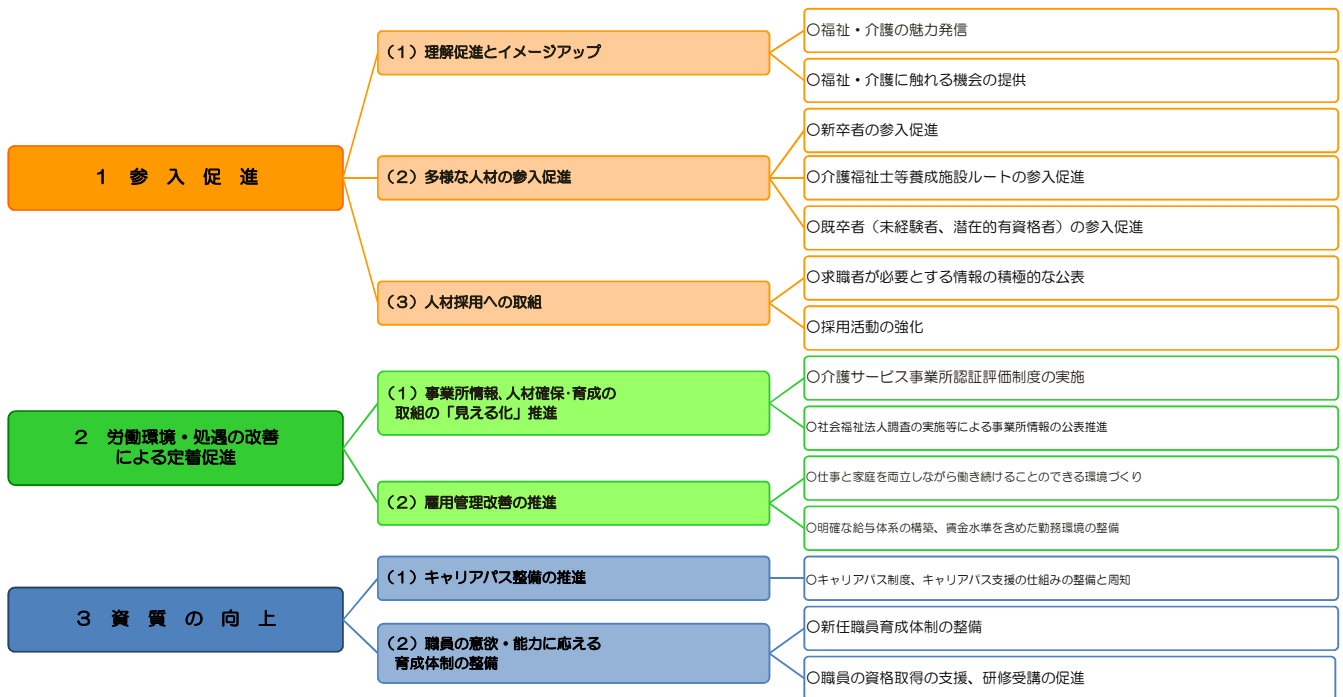 1　参　入　促　進
（1）理解促進とイメージアップ
〇福祉・介護の魅力発信
〇福祉・介護に触れる機会の提供
（2）多様な人材の参入促進
〇新卒者の参入促進
〇介護福祉士等養成施設ルートの参入促進
〇既卒者（未経験者、潜在的有資格者）の参入促進
（3）人材採用への取組
〇求職者が必要とする情報の積極的な公表
〇採用活動の強化
2　労働環境・処遇の改善
による定着促進
（1）事業所情報、人材確保･育成の
取組の「見える化」推進
〇介護サービス事業所認証評価制度の実施
〇社会福祉法人調査の実施等による事業所情報の公表推進
（2）雇用管理改善の推進
〇仕事と家庭を両立しながら働き続けることのできる環境づくり
〇明確な給与体系の構築、賃金水準を含めた勤務環境の整備
3　資　質　の　向　上
（1）キャリアパス整備の推進
〇キャリアパス制度、キャリアパス支援の仕組みの整備と周知
（2）職員の意欲・能力に応える
育成体制の整備
〇新任職員育成体制の整備
〇職員の資格取得の支援、研修受講の促進